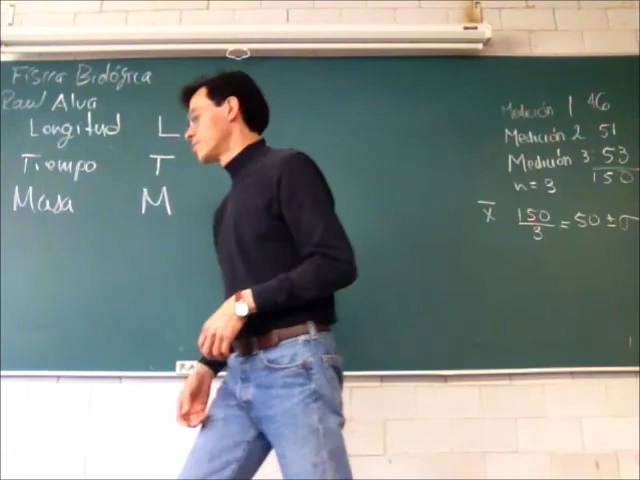 Física Biológica
Raul Alva
Longitud L
Tiempo T
Masa M
Medición 1 46
Medición 2 51
Medición 3: 53
150
n = 3
x̄ 150/3 = 50 ± σ